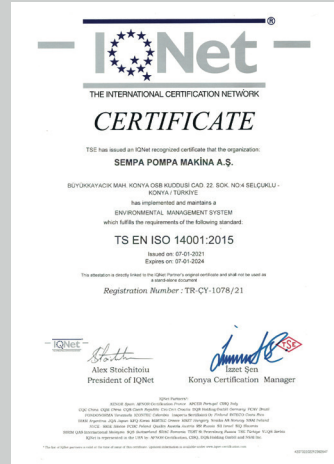 IQNet ®
THE INTERNATIONAL CERTIFICATION NETWORK
CERTIFICATE
TSE has issued an IQNet recognized certificate that the organization:
SEMPA POMPA MAKİNA A.Ş.
BÜYÜKKAYACIK MAH. KONYA OSB KUDDUSİ CAD. 22. SOK. NO:4 SELÇUKLU -
KONYA / TÜRKİYE
has implemented and maintains a
ENVIRONMENTAL MANAGEMENT SYSTEM
which fulfills the requirements of the following standard:
TS EN ISO 14001:2015
Issued on: 07-01-2021
Expires on: 07-01-2024
This attestation is directly linked to the IQNet Partner's original certificate and shall not be used as
a stand-alone document
Registration Number : TR-ÇY-1078/21
IQNet
TSE
Alex Stoichitoiu
President of IQNet
İzzet Şen
Konya Certification Manager
IQNet Partners*: